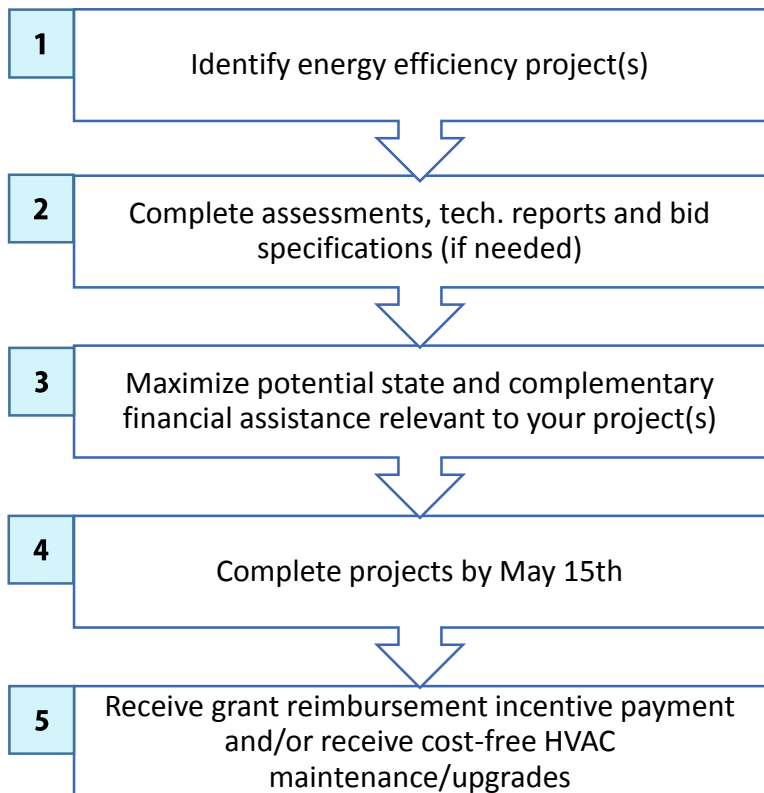 1
Identify energy efficiency project(s)
2
Complete assessments, tech. reports and bid
specifications (if needed)
3
Maximize potential state and complementary
financial assistance relevant to your project(s)
4
Complete projects by May 15th
5
Receive grant reimbursement incentive payment
and/or receive cost-free HVAC
maintenance/upgrades